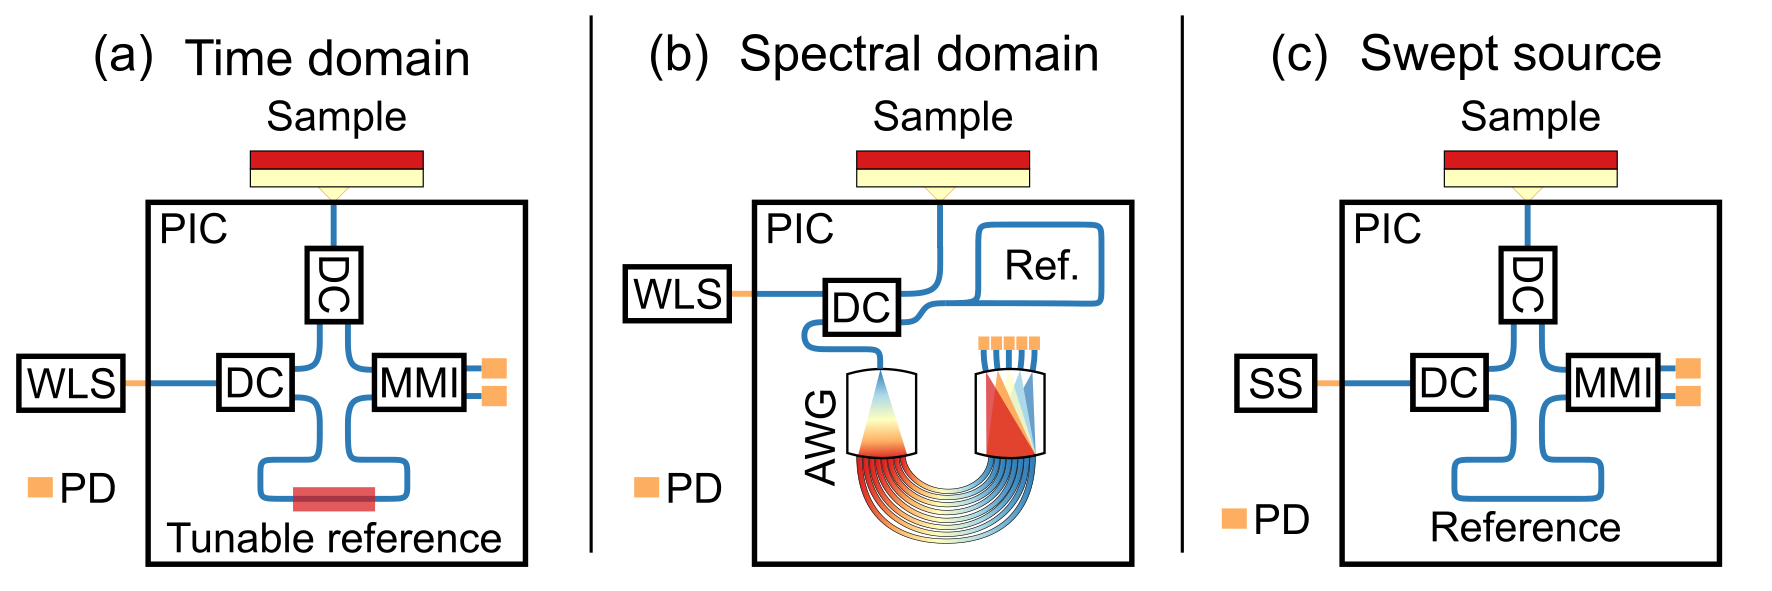 (a) Time domain
Sample
PIC
DC
WLS
DC
MMI
PD
Tunable reference
(b) Spectral domain
Sample
PIC
Ref.
WLS
DC
AWG
PD
(c) Swept source
Sample
PIC
DC
SS
DC
MMI
PD
Reference